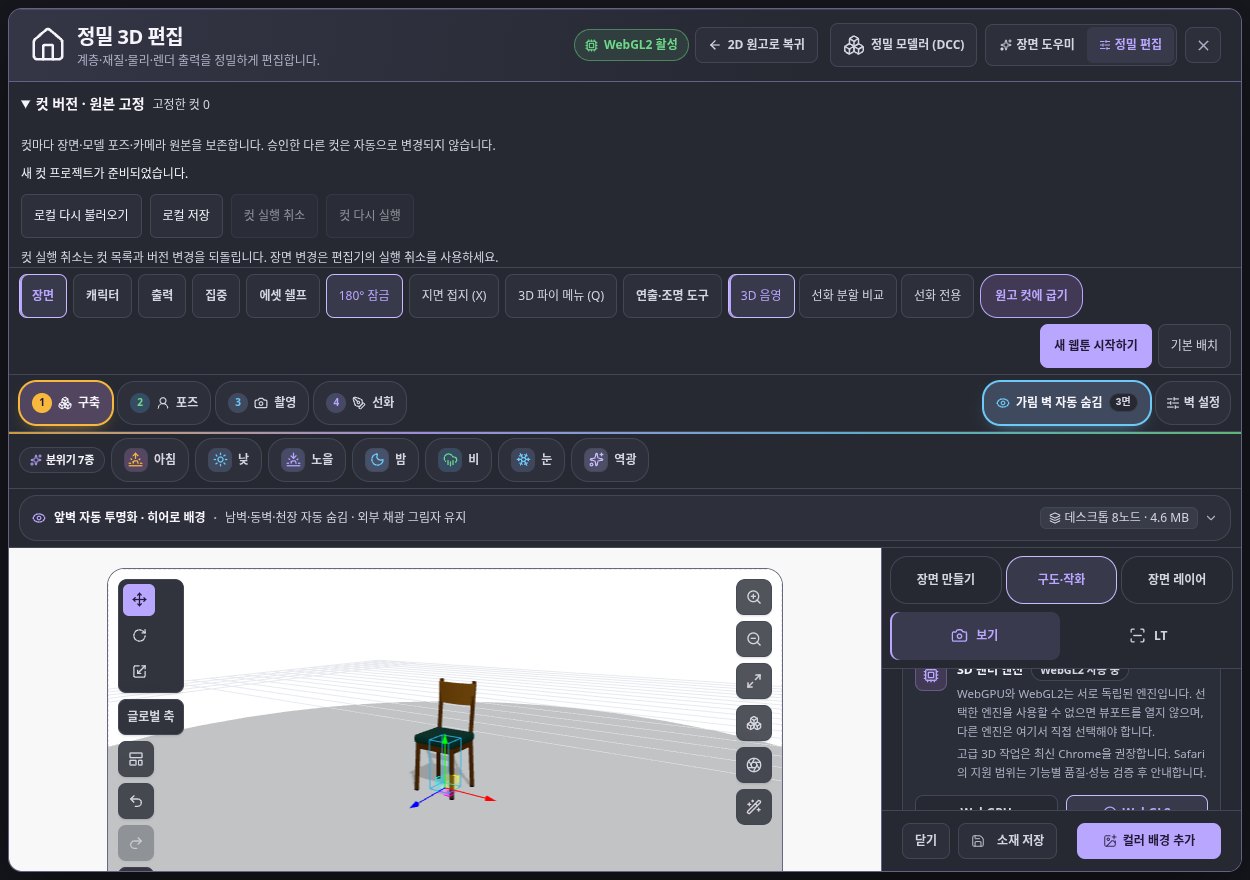 정밀 3D 편집
계층·재질·물리·렌더 출력을 정밀하게 편집합니다.
WebGL2 활성
2D 원고로 복귀
정밀 모델러 (DCC)
장면 도우미
정밀 편집
▼ 컷 버전 · 원본 고정 고정한 컷 0
컷마다 장면·모델 포즈·카메라 원본을 보존합니다. 승인한 다른 컷은 자동으로 변경되지 않습니다.
새 컷 프로젝트가 준비되었습니다.
로컬 다시 불러오기
로컬 저장
컷 실행 취소
컷 다시 실행
컷 실행 취소는 컷 목록과 버전 변경을 되돌립니다. 장면 변경은 편집기의 실행 취소를 사용하세요.
장면
캐릭터
출력
집중
에셋 쉘프
180° 잠금
지면 접지 (X)
3D 파이 메뉴 (Q)
연출·조명 도구
3D 음영
선화 분할 비교
선화 전용
원고 컷에 굽기
새 웹툰 시작하기
기본 배치
1 구축
2 포즈
3 촬영
4 선화
가림 벽 자동 숨김 3면
벽 설정
분위기 7종
아침
낮
노을
밤
비
눈
역광
앞벽 자동 투명화 · 히어로 배경 · 남벽·동벽·천장 자동 숨김 · 외부 채광 그림자 유지
데스크톱 8노드 · 4.6 MB
장면 만들기
구도·작화
장면 레이어
보기
LT
글로벌 축
3D 렌더 엔진 WebGL2 사용 중
WebGPU와 WebGL2는 서로 독립된 엔진입니다. 선
택한 엔진을 사용할 수 없으면 뷰포트를 열지 않으며,
다른 엔진은 여기서 직접 선택해야 합니다.
고급 3D 작업은 최신 Chrome을 권장합니다. Safari
의 지원 범위는 기능별 품질·성능 검증 후 안내합니다.
WebGPU
WebGL2
닫기
소재 저장
컬러 배경 추가